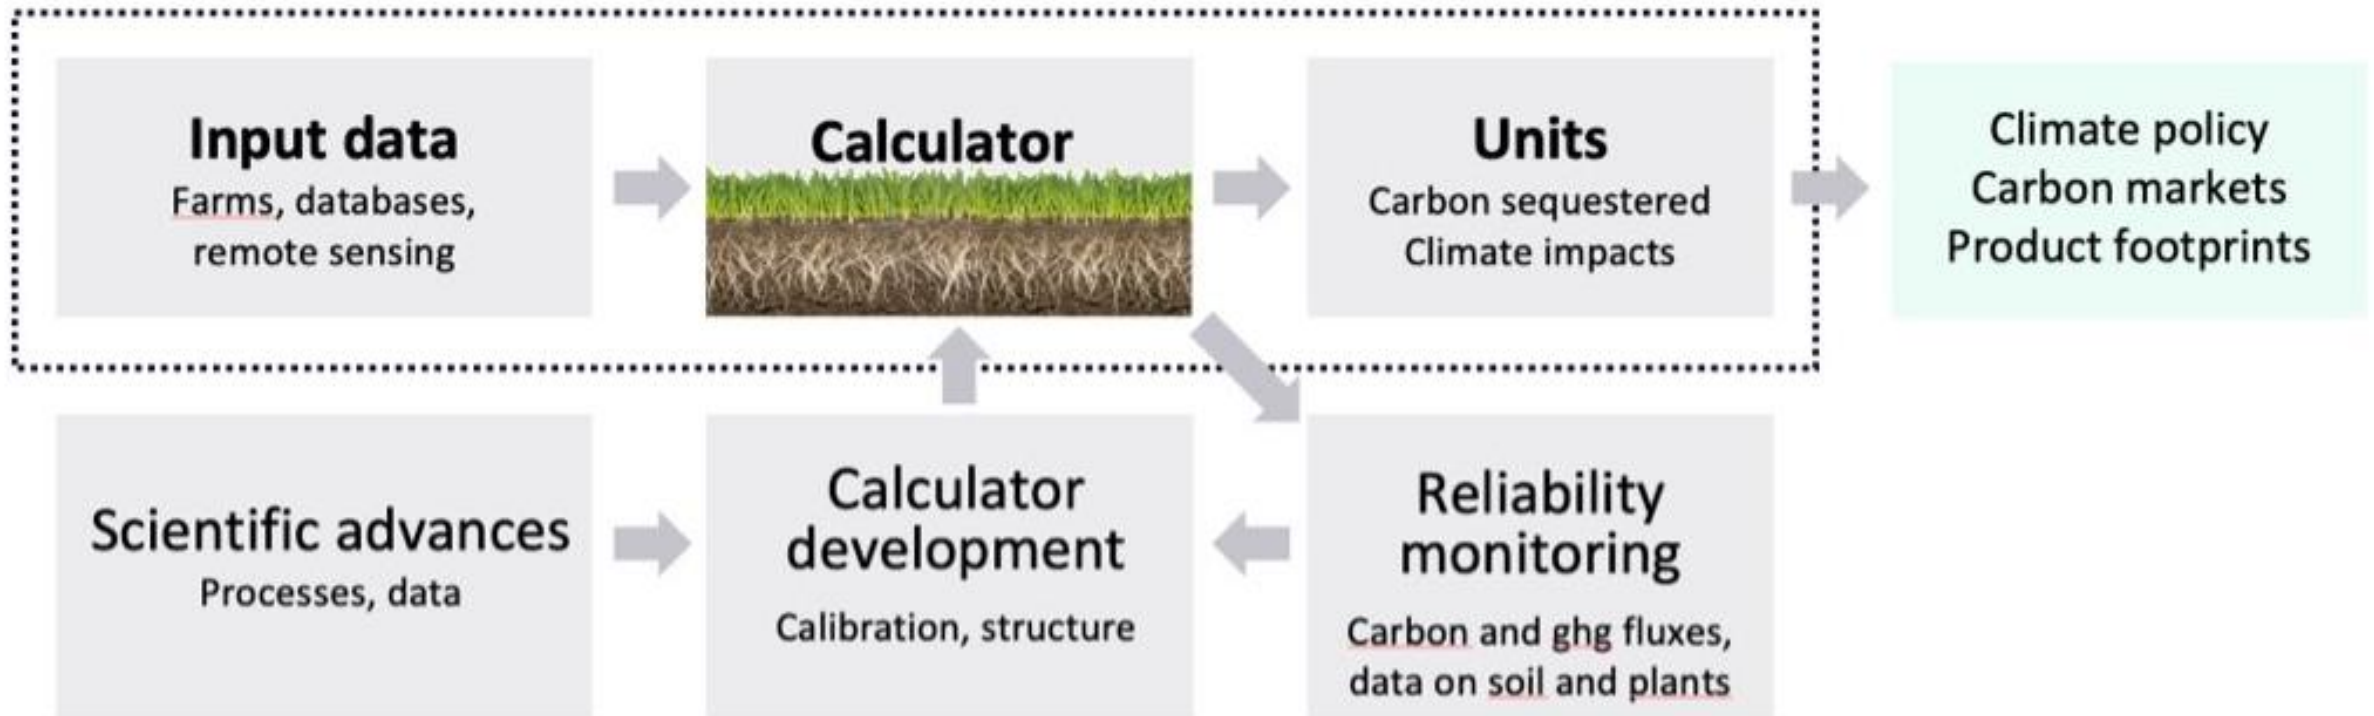 Input data
Farms, databases,
remote sensing
Calculator
Units
Carbon sequestered
Climate impacts
Climate policy
Carbon markets
Product footprints
Scientific advances
Processes, data
Calculator
development
Calibration, structure
Reliability
monitoring
Carbon and ghg fluxes,
data on soil and plants